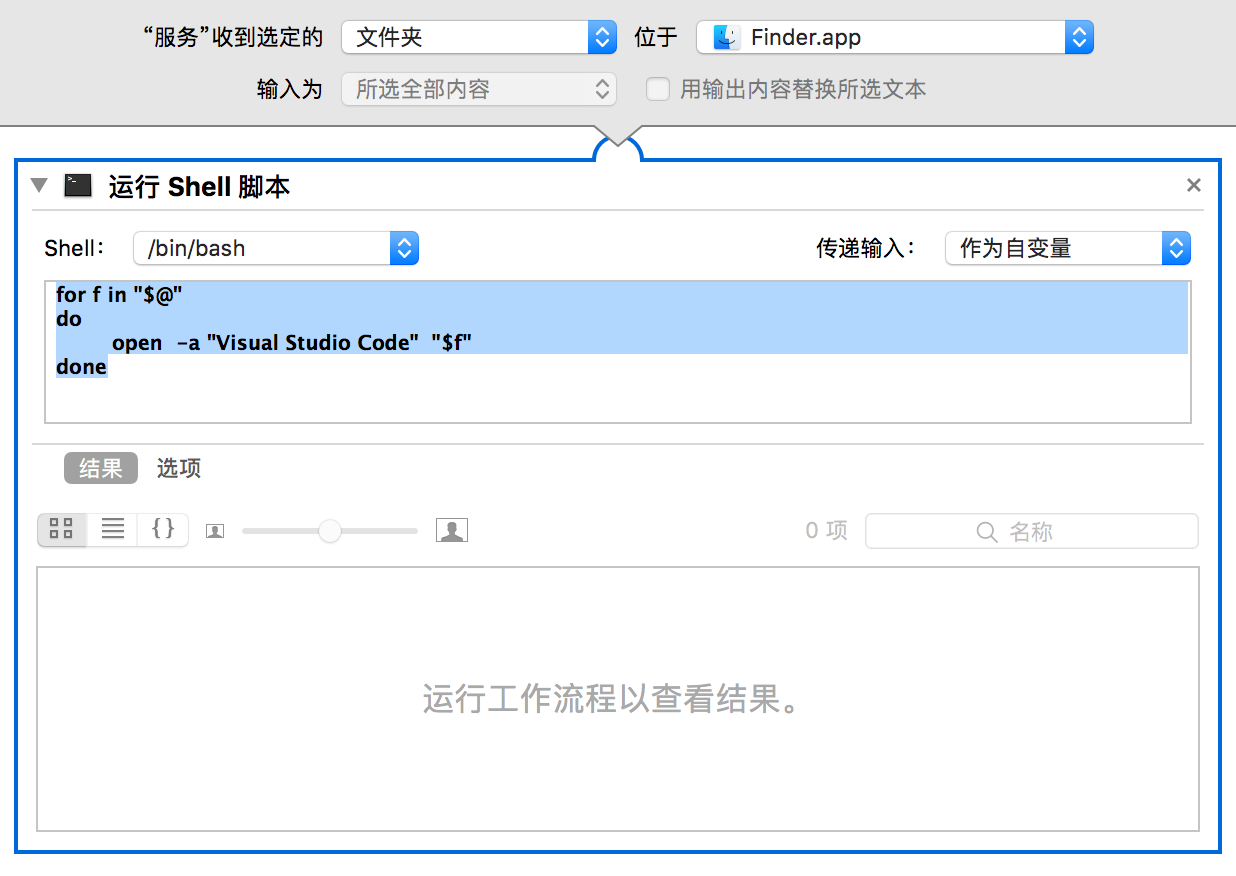 “服务”收到选定的 文件夹 位于 Finder.app
输入为 所选全部内容 用输出内容替换所选文本
运行 Shell 脚本
Shell： /bin/bash 传递输入： 作为自变量
for f in "$@"
do
open -a "Visual Studio Code" "$f"
done
结果 选项
{} 0 项 名称
运行工作流程以查看结果。